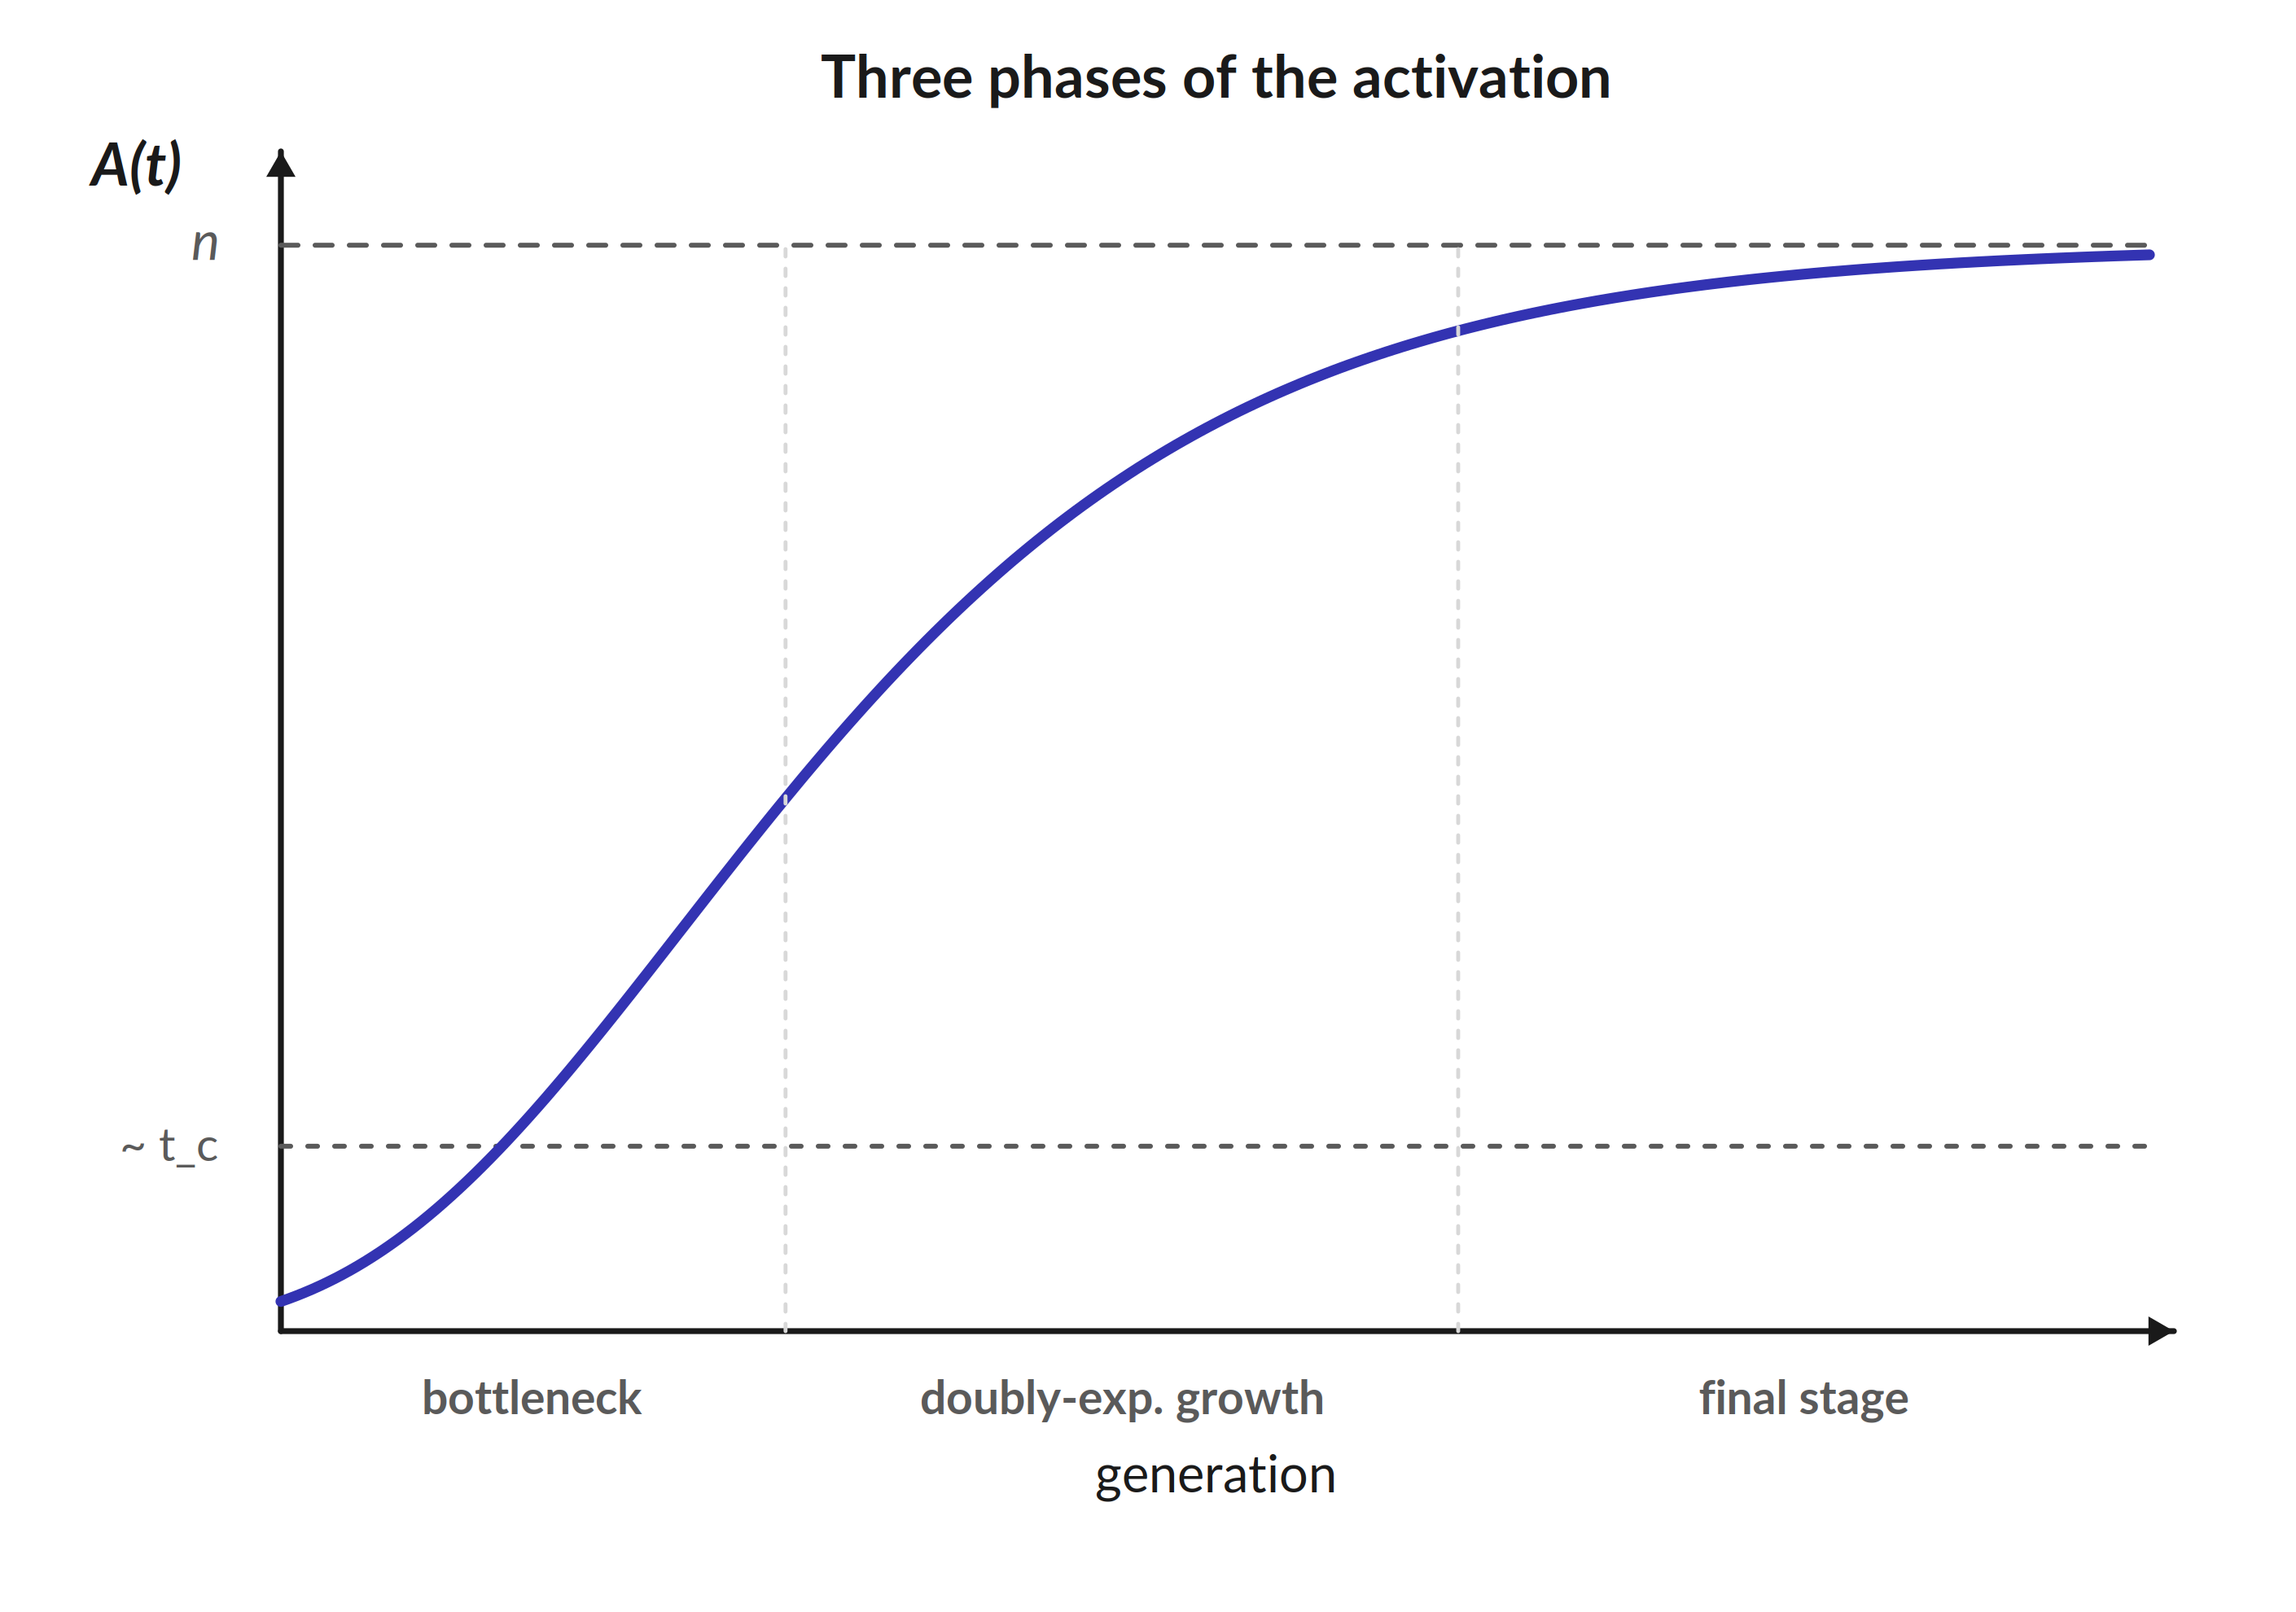 Three phases of the activation
A(t)
n
~ t_c
bottleneck doubly-exp. growth final stage
generation